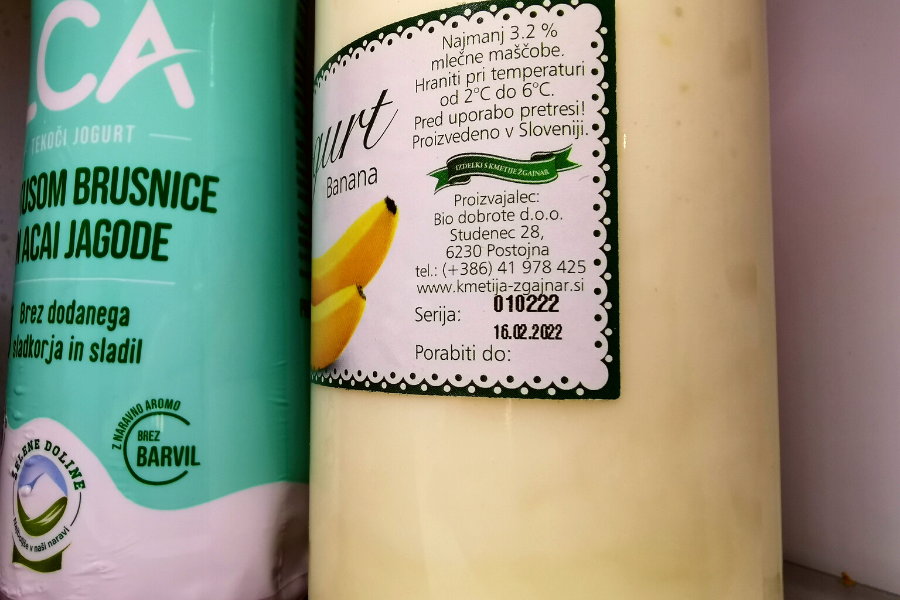 CA
TEKOČI JOGURT
BRUSNICE
ACAI JAGODE
Brez dodanega
sladkorja in sladil
Z NARAVNO AROMO
BREZ
BARVIL
ZELENE DOLINE
Najboljše v naši naravi
gurt
Banana
Najmanj 3.2 %
mlečne maščobe.
Hraniti pri temperaturi
od 2°C do 6°C.
Pred uporabo pretresi!
Proizvedeno v Sloveniji.
IZDELKI S KMETIJE ŽGAJNAR
Proizvajalec:
Bio dobrote d.o.o.
Studenec 28,
6230 Postojna
tel.: (+386) 41 978 425
www.kmetija-zgajnar.si
Serija: 010222
16.02.2022
Porabiti do: